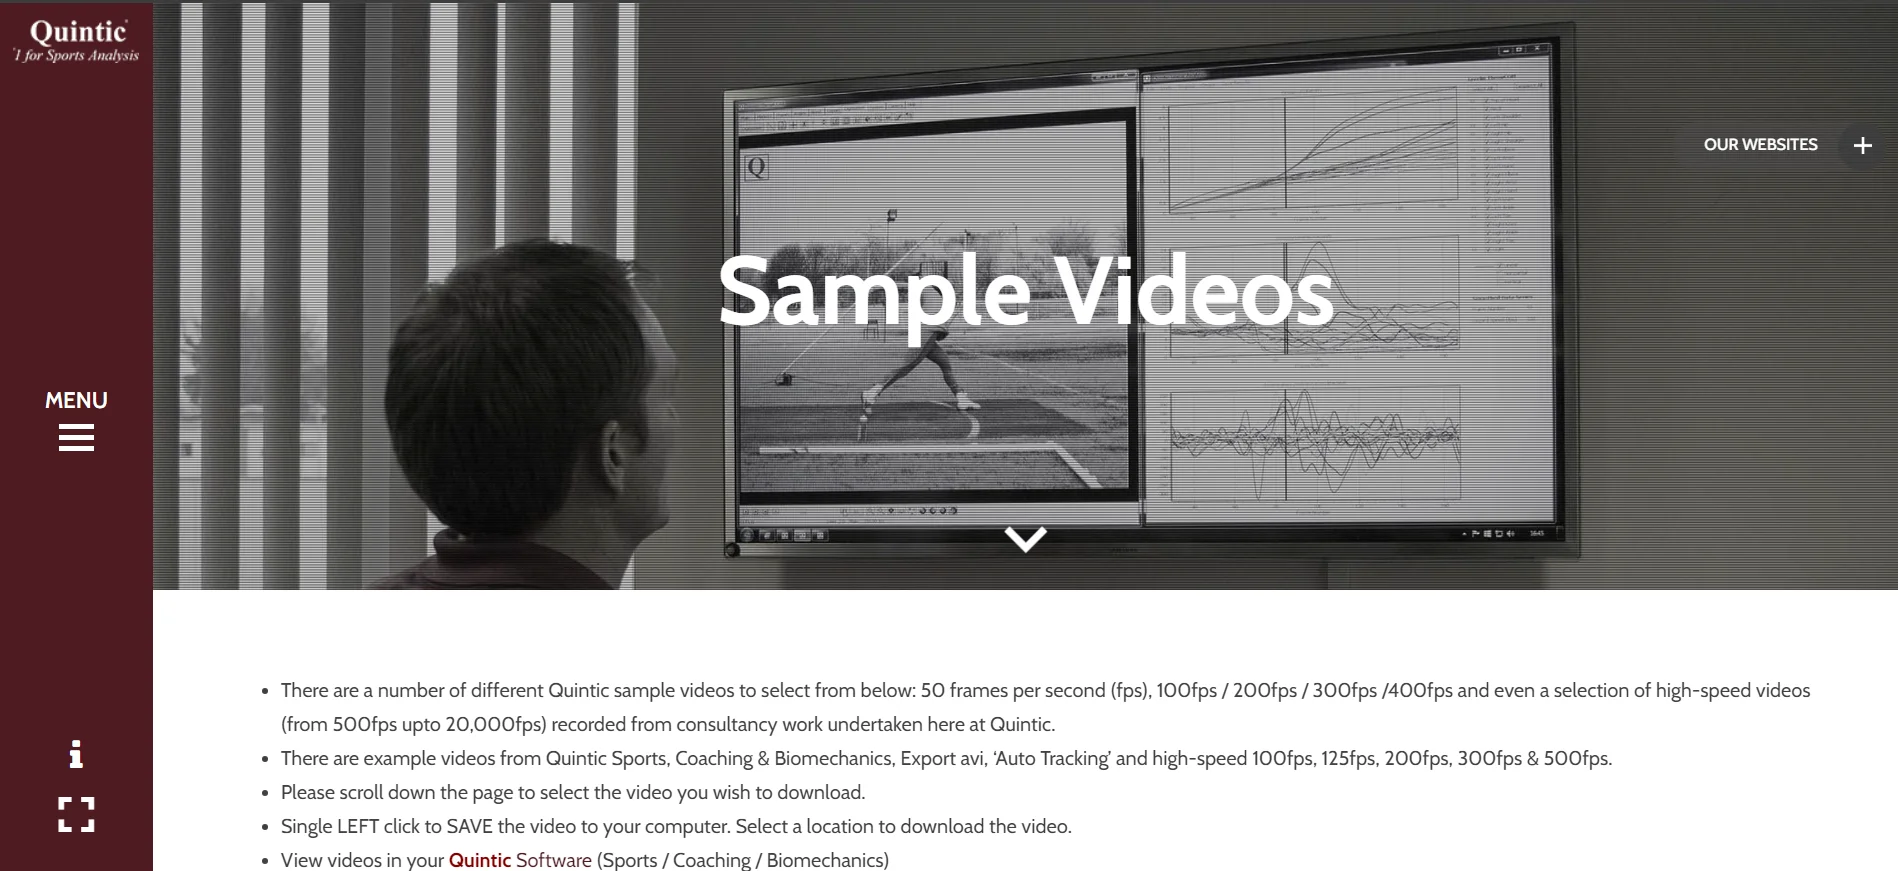 Quintic
1 for Sports Analysis
OUR WEBSITES
Q
Sample Videos
MENU
There are a number of different Quintic sample videos to select from below: 50 frames per second (fps), 100fps / 200fps / 300fps /400fps and even a selection of high-speed videos
(from 500fps upto 20,000fps) recorded from consultancy work undertaken here at Quintic.
There are example videos from Quintic Sports, Coaching & Biomechanics, Export avi, ‘Auto Tracking’ and high-speed 100fps, 125fps, 200fps, 300fps & 500fps.
Please scroll down the page to select the video you wish to download.
Single LEFT click to SAVE the video to your computer. Select a location to download the video.
View videos in your Quintic Software (Sports / Coaching / Biomechanics)